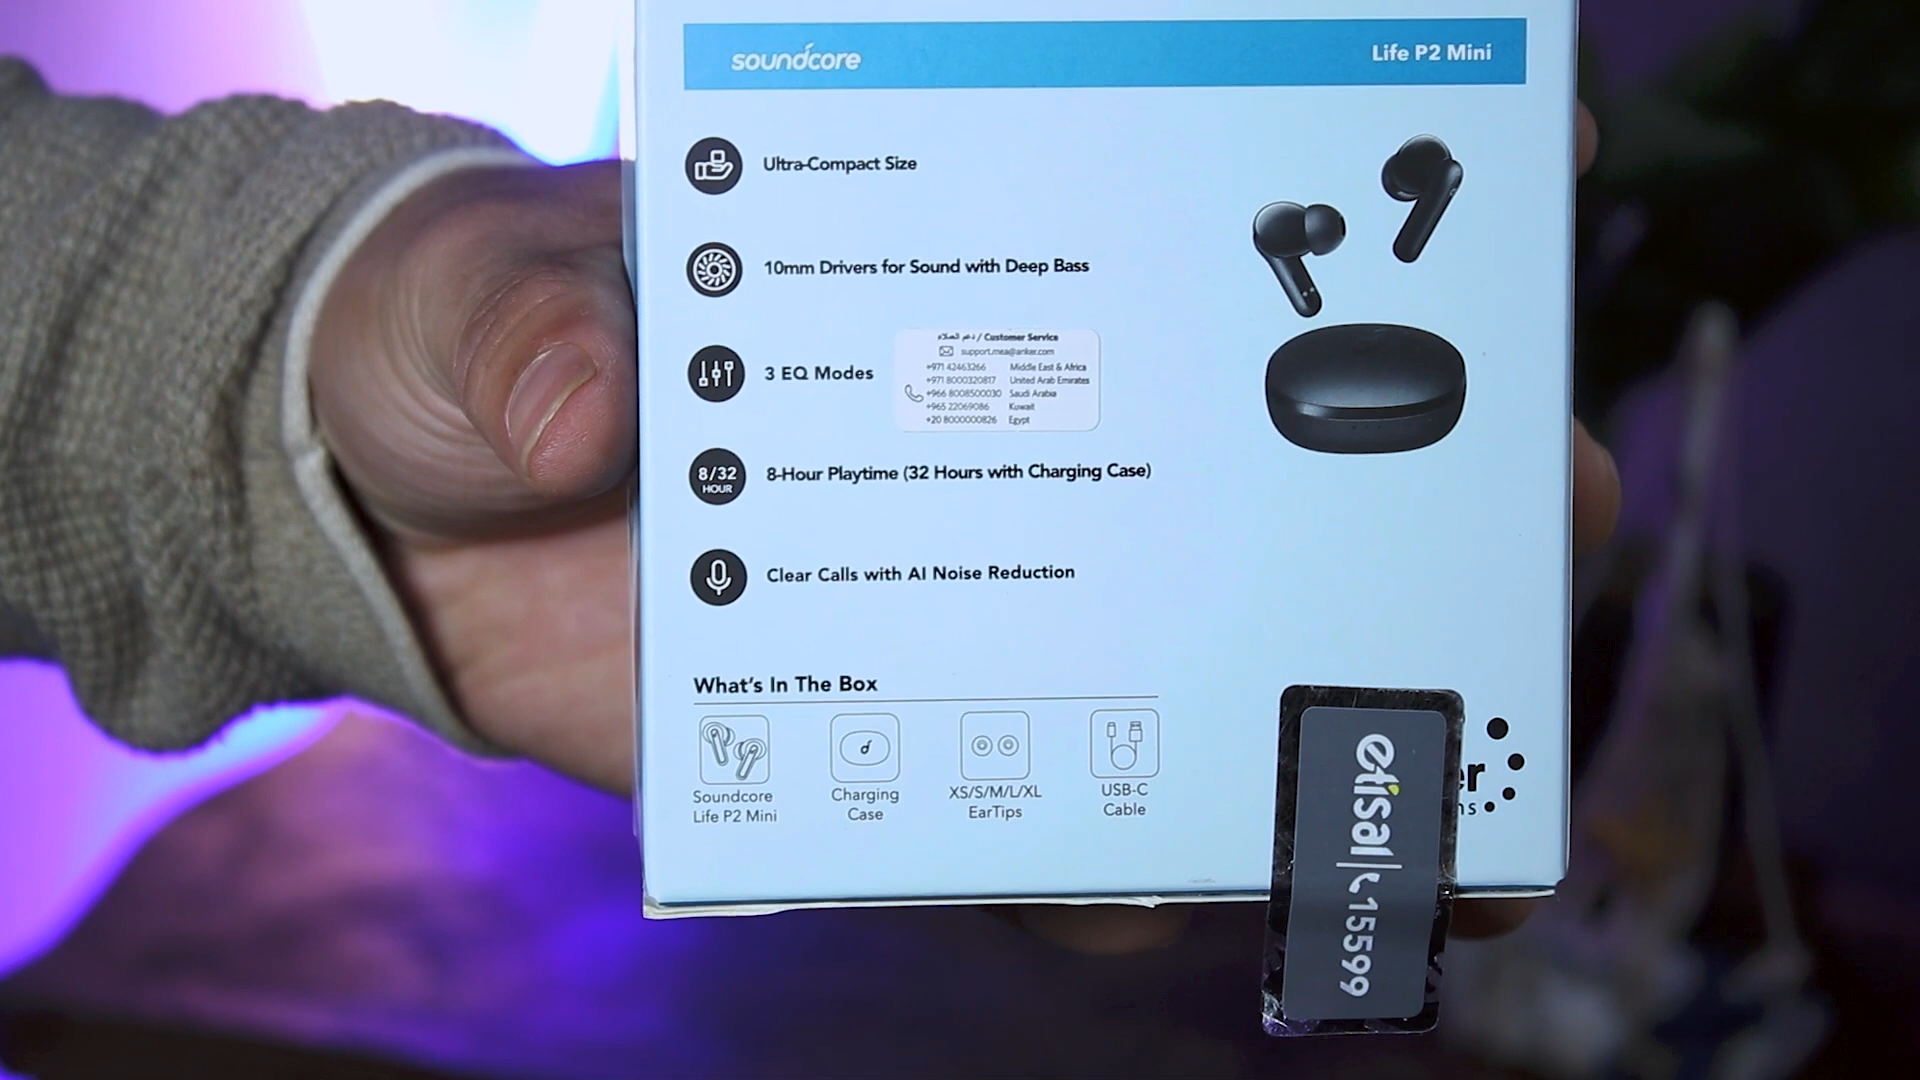 soundcore
Life P2 Mini
Ultra-Compact Size
10mm Drivers for Sound with Deep Bass
3 EQ Modes
دعم العملاء / Customer Service
support.mea@anker.com
+971 42463266 Middle East & Africa
+971 8000320817 United Arab Emirates
+966 8008500030 Saudi Arabia
+965 22069086 Kuwait
+20 8000000826 Egypt
8/32
HOUR
8-Hour Playtime (32 Hours with Charging Case)
Clear Calls with AI Noise Reduction
What's In The Box
Soundcore
Life P2 Mini
Charging
Case
XS/S/M/L/XL
EarTips
USB-C
Cable
etisal
15599